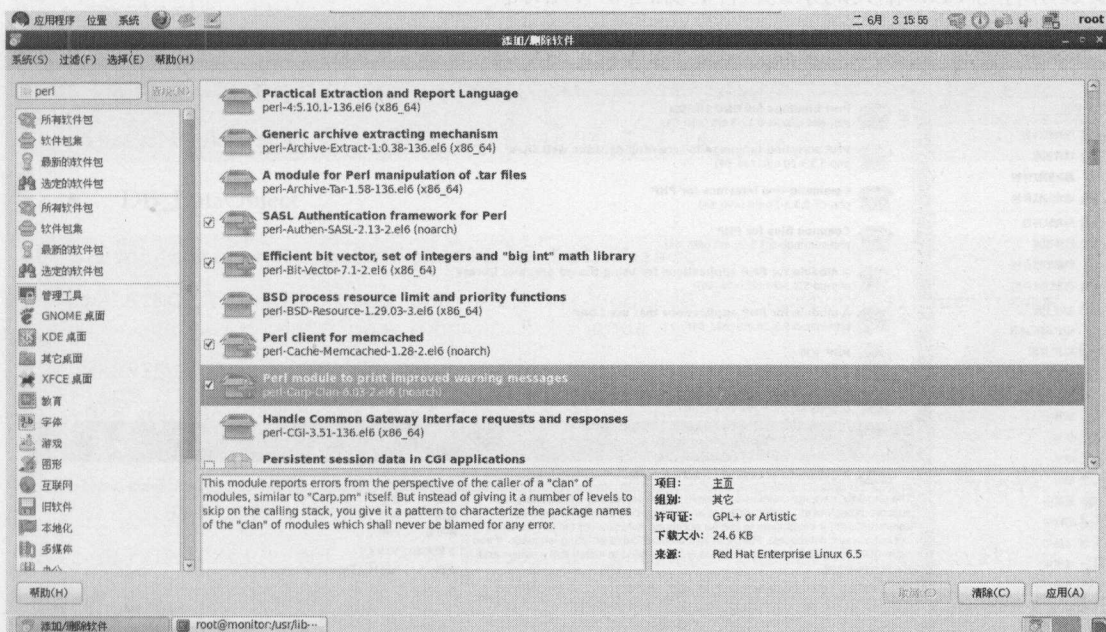 应用程序 位置 系统
二 6月 3 15:55
root
添加/删除软件
系统(S) 过滤(F) 选择(E) 帮助(H)
perl
查找(N)
所有软件包
软件包集
最新的软件包
选定的软件包
所有软件包
软件包集
最新的软件包
选定的软件包
管理工具
GNOME 桌面
KDE 桌面
其它桌面
XFCE 桌面
教育
字体
游戏
图形
互联网
旧软件
本地化
多媒体
办公
Practical Extraction and Report Language
perl-4:5.10.1-136.el6 (x86_64)
Generic archive extracting mechanism
perl-Archive-Extract-1:0.38-136.el6 (x86_64)
A module for Perl manipulation of .tar files
perl-Archive-Tar-1.58-136.el6 (x86_64)
SASL Authentication framework for Perl
perl-Authen-SASL-2.13-2.el6 (noarch)
Efficient bit vector, set of integers and "big int" math library
perl-Bit-Vector-7.1-2.el6 (x86_64)
BSD process resource limit and priority functions
perl-BSD-Resource-1.29.03-3.el6 (x86_64)
Perl client for memcached
perl-Cache-Memcached-1.28-2.el6 (noarch)
Perl module to print improved warning messages
perl-Carp-Clan-6.03-2.el6 (noarch)
Handle Common Gateway Interface requests and responses
perl-CGI-3.51-136.el6 (x86_64)
Persistent session data in CGI applications
This module reports errors from the perspective of the caller of a "clan" of
modules, similar to "Carp.pm" itself. But instead of giving it a number of levels to
skip on the calling stack, you give it a pattern to characterize the package names
of the "clan" of modules which shall never be blamed for any error.
项目: 主页
组别: 其它
许可证: GPL+ or Artistic
下载大小: 24.6 KB
来源: Red Hat Enterprise Linux 6.5
帮助(H)
取消(C)
清除(C)
应用(A)
添加/删除软件
root@monitor:/usr/lib…